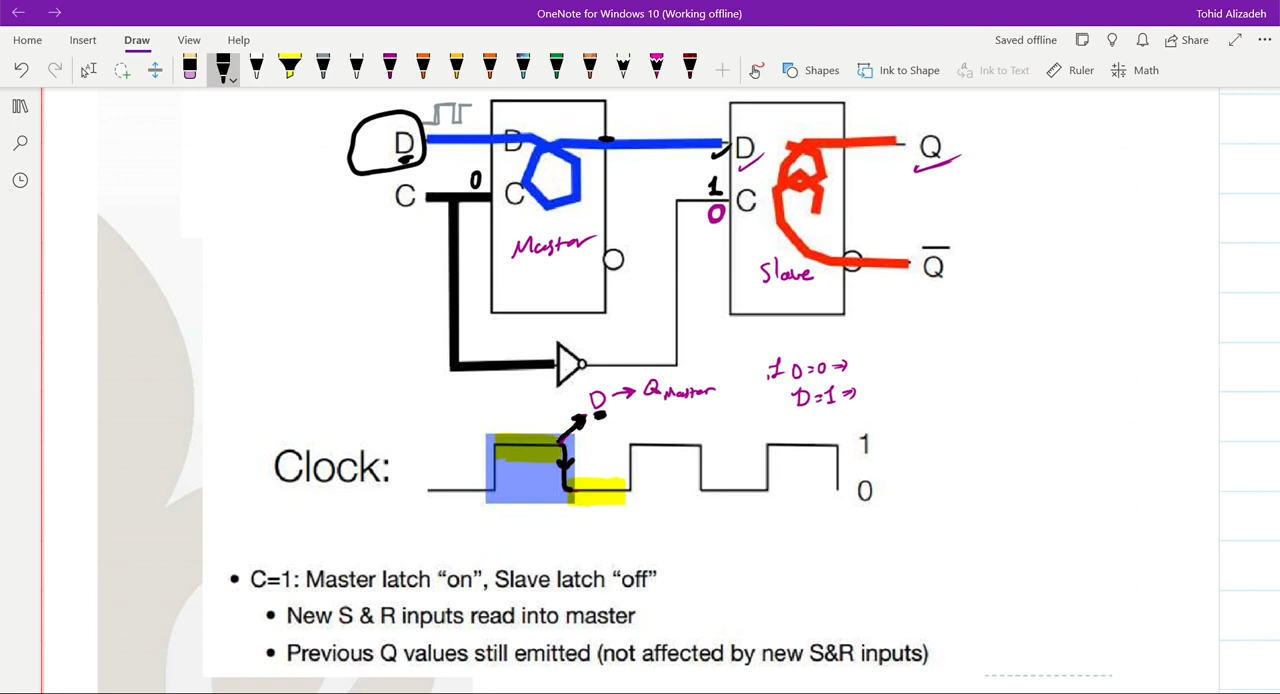 OneNote for Windows 10 (Working offline)
Tohid Alizadeh
Home Insert Draw View Help
Saved offline
Share
Shapes
Ink to Shape
Ink to Text
Ruler
Math
D D D Q
C 0 C 1 C
0
Master
Slave
Q
D=0 ⇒
D → Q Master
D=1 ⇒
Clock:
1
0
• C=1: Master latch “on”, Slave latch “off”
• New S & R inputs read into master
• Previous Q values still emitted (not affected by new S&R inputs)